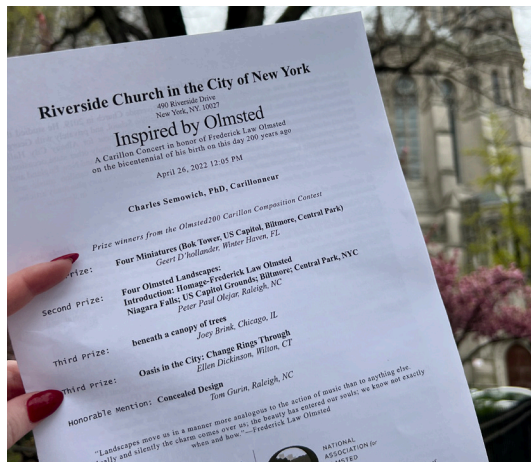 Riverside Church in the City of New York
490 Riverside Drive
New York, NY. 10027
Inspired by Olmsted
A Carillon Concert in honor of Frederick Law Olmsted
on the bicentennial of his birth on this day 200 years ago
April 26, 2022 12:05 PM
Charles Semowich, PhD, Carillonneur
Prize winners from the Olmsted200 Carillon Composition Contest
Four Miniatures (Bok Tower, US Capitol, Biltmore, Central Park)
Geert D'hollander, Winter Haven, FL
Second Prize: Four Olmsted Landscapes:
Introduction: Homage-Frederick Law Olmsted
Niagara Falls; US Capitol Grounds; Biltmore; Central Park, NYC
Peter Paul Olejar, Raleigh, NC
Third Prize: beneath a canopy of trees
Joey Brink, Chicago, IL
Third Prize: Oasis in the City: Change Rings Through
Ellen Dickinson, Wilton, CT
Honorable Mention: Concealed Design
Tom Gurin, Raleigh, NC
"Landscapes move us in a manner more analogous to the action of music than to anything else.
and silently the charm comes over us; the beauty has entered our souls; we know not exactly
when and how."—Frederick Law Olmsted
NATIONAL
ASSOCIATION for